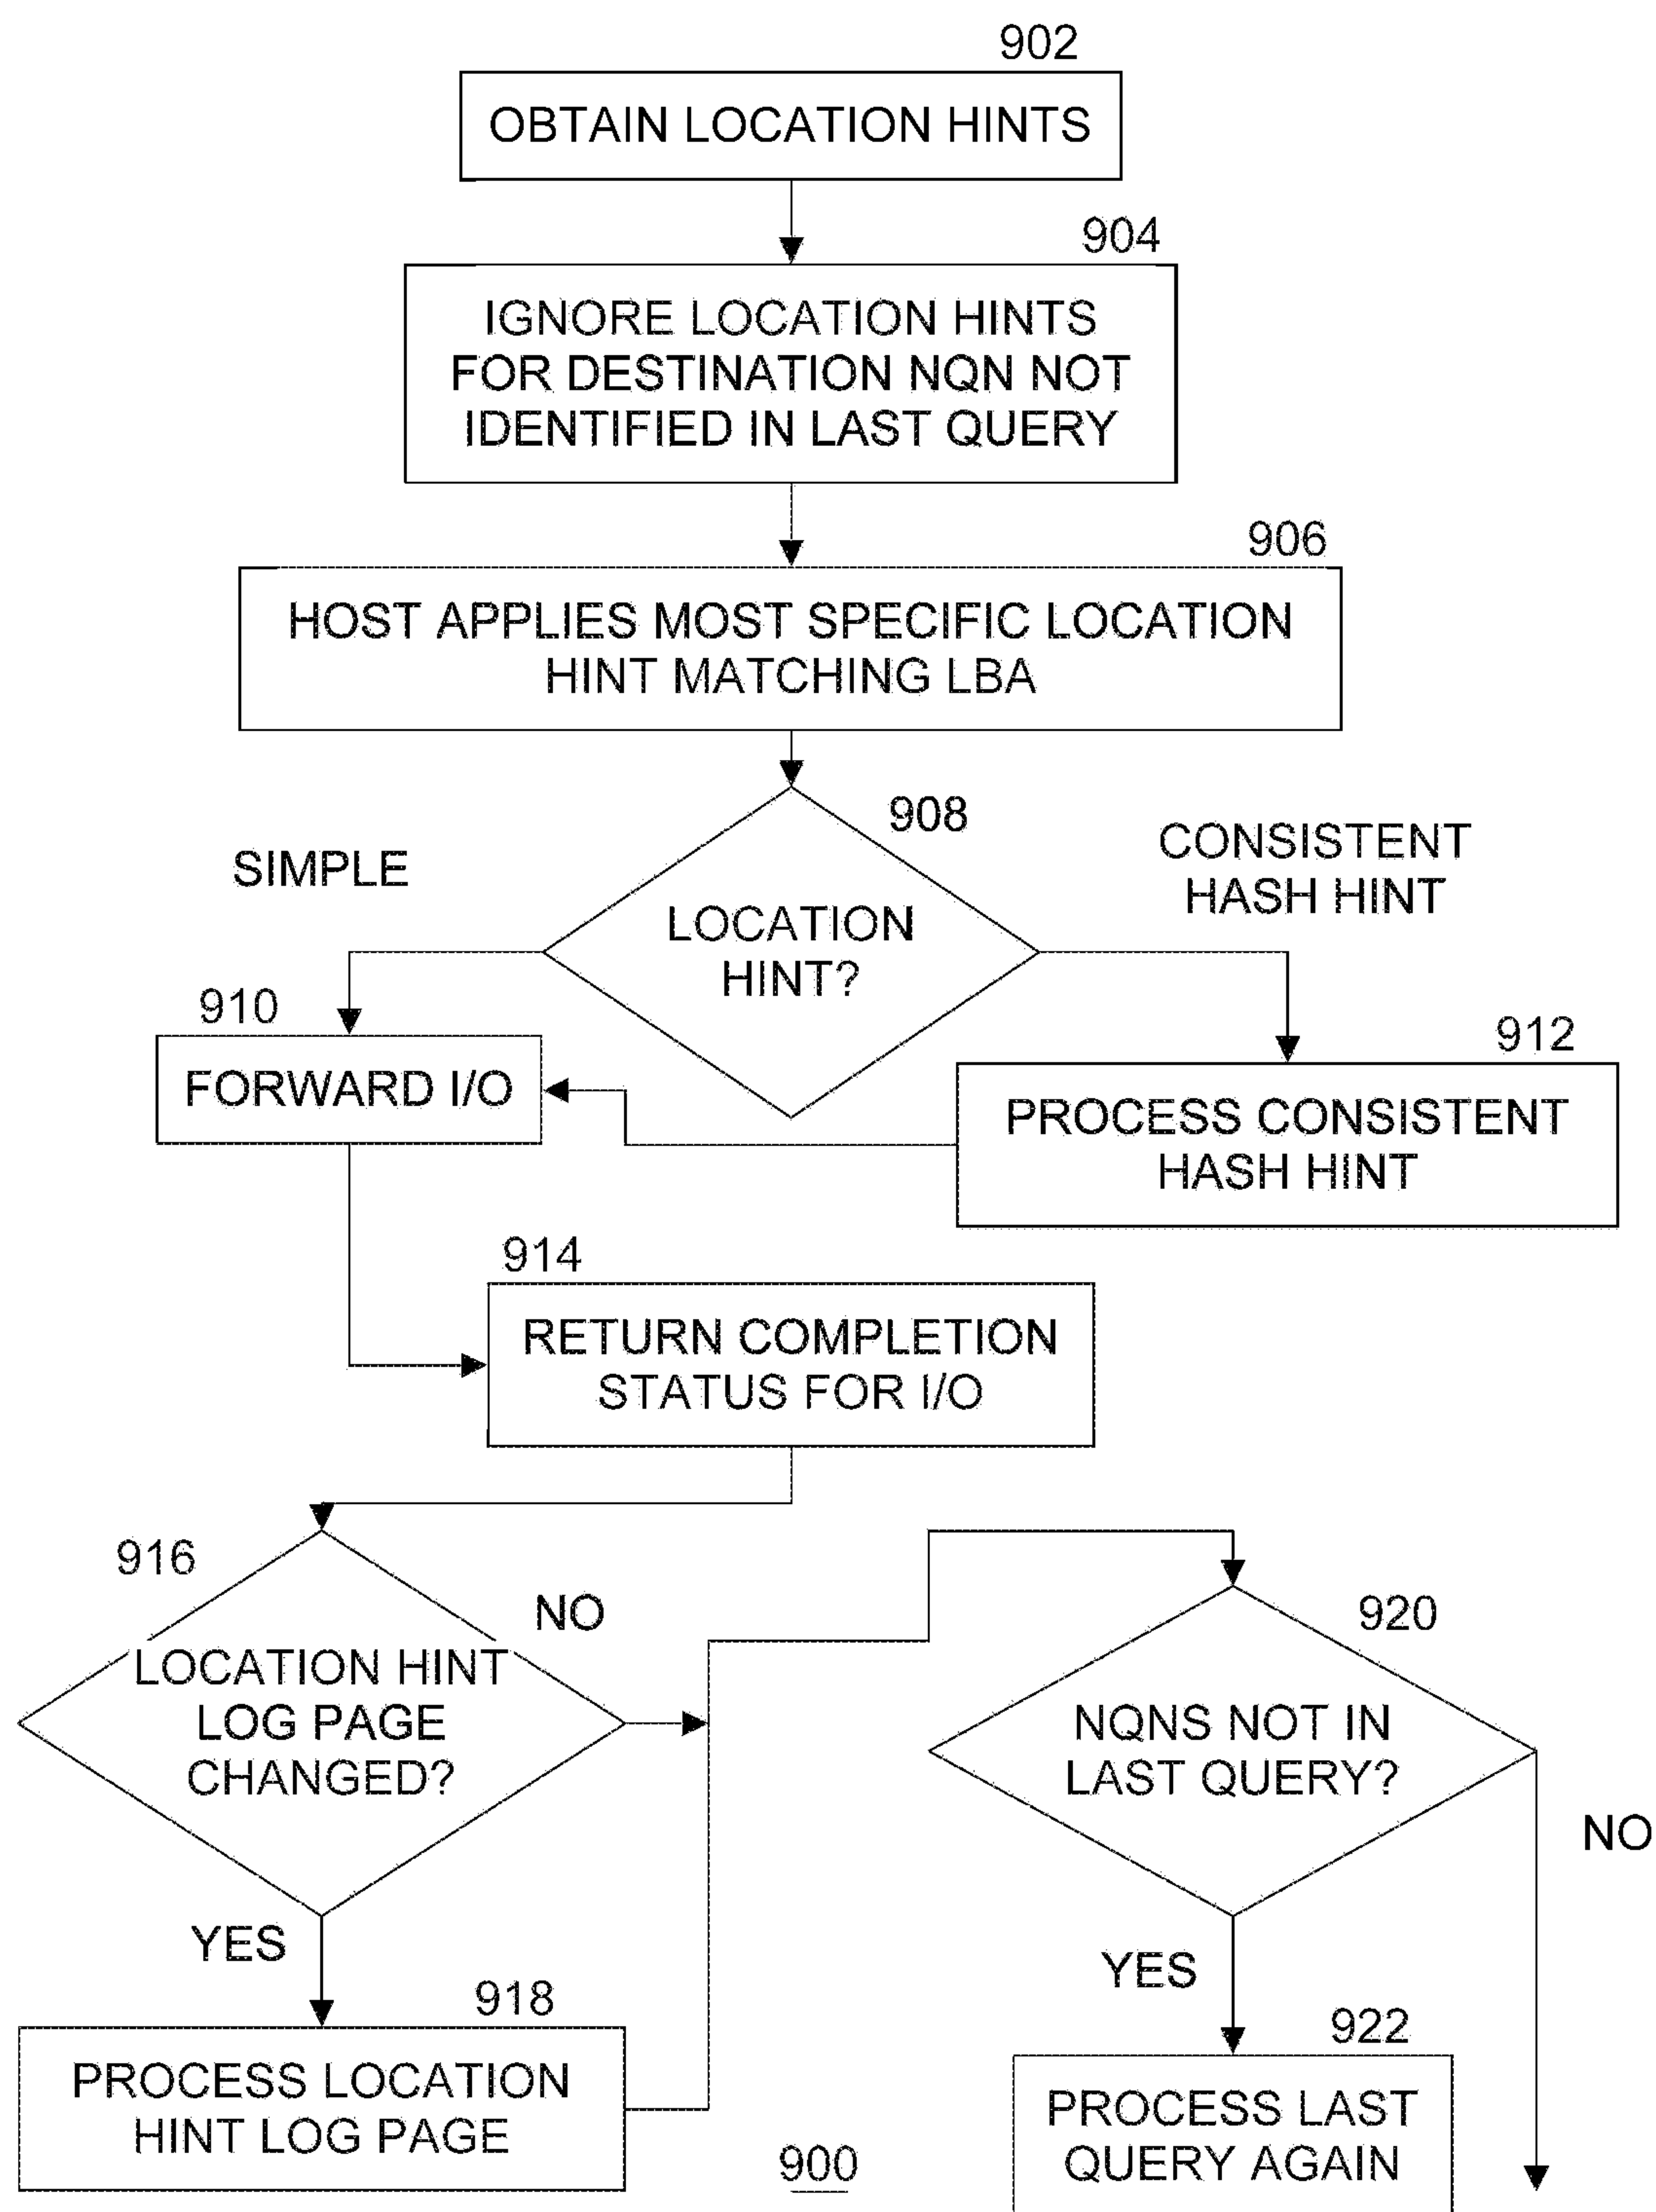 902
OBTAIN LOCATION HINTS
904
IGNORE LOCATION HINTS
FOR DESTINATION NQN NOT
IDENTIFIED IN LAST QUERY
906
HOST APPLIES MOST SPECIFIC LOCATION
HINT MATCHING LBA
908
SIMPLE
CONSISTENT
HASH HINT
LOCATION
HINT?
910
FORWARD I/O
912
PROCESS CONSISTENT
HASH HINT
914
RETURN COMPLETION
STATUS FOR I/O
916
NO
LOCATION HINT
LOG PAGE
CHANGED?
YES
918
PROCESS LOCATION
HINT LOG PAGE
920
NQNS NOT IN
LAST QUERY?
NO
YES
922
PROCESS LAST
QUERY AGAIN
900